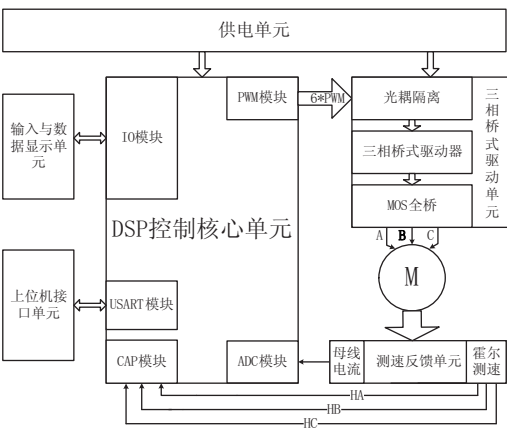 供电单元
PWM模块
6*PWM
光耦隔离
三相桥式驱动单元
输入与数
据显示单
元
IO模块
三相桥式驱动器
MOS全桥
DSP控制核心单元
A
B
C
M
上位机接
口单元
USART模块
CAP模块
ADC模块
母线
电流
测速反馈单元
霍尔
测速
HA
HB
HC